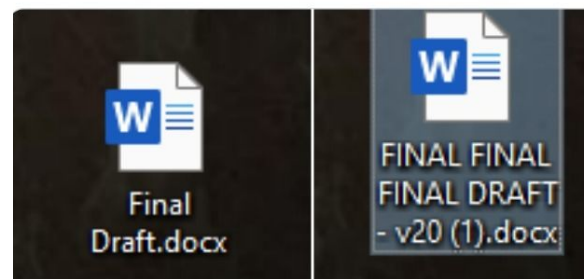 W
Final
Draft.docx
W
FINAL FINAL
FINAL DRAFT
- v20 (1).docx